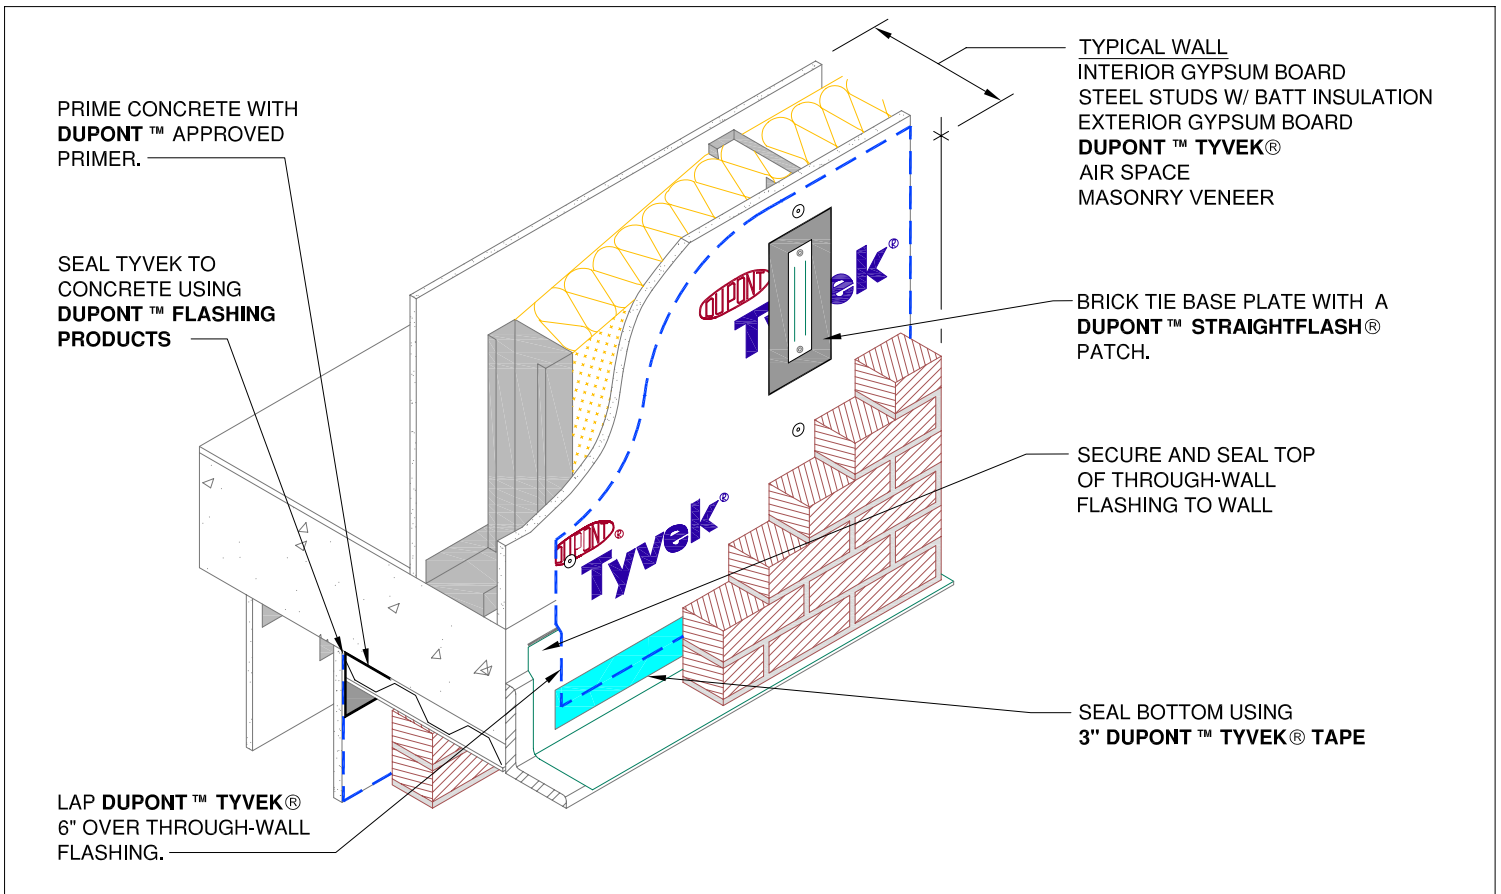 PRIME CONCRETE WITH
DUPONT ™ APPROVED
PRIMER.
SEAL TYVEK TO
CONCRETE USING
DUPONT ™ FLASHING
PRODUCTS
LAP DUPONT ™ TYVEK®
6" OVER THROUGH-WALL
FLASHING.
TYPICAL WALL
INTERIOR GYPSUM BOARD
STEEL STUDS W/ BATT INSULATION
EXTERIOR GYPSUM BOARD
DUPONT ™ TYVEK®
AIR SPACE
MASONRY VENEER
BRICK TIE BASE PLATE WITH A
DUPONT ™ STRAIGHTFLASH®
PATCH.
SECURE AND SEAL TOP
OF THROUGH-WALL
FLASHING TO WALL
SEAL BOTTOM USING
3" DUPONT ™ TYVEK® TAPE
DUPONT
Tyvek®
DUPONT®
Tyvek®